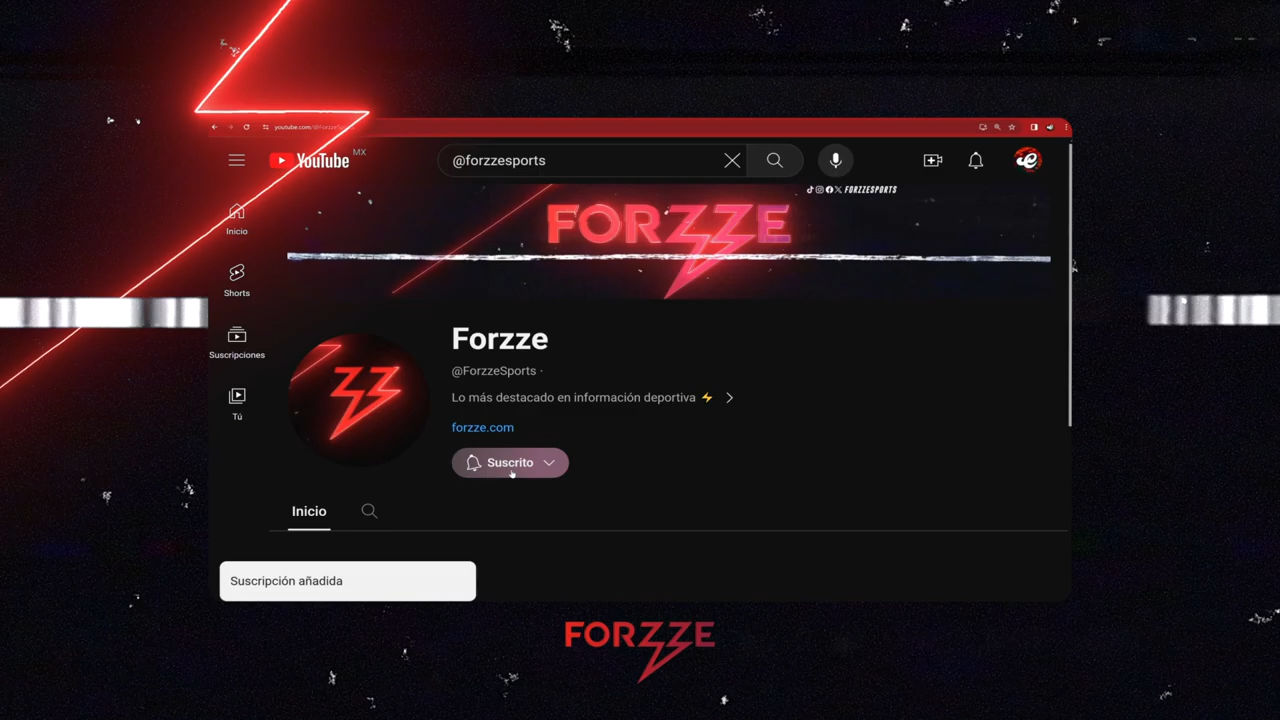 youtube.com/@Forzze
YouTube MX
@forzzesports
FORZZESPORTS
FORZZE
Inicio
Shorts
Suscripciones
Tú
Forzze
@ForzzeSports ·
Lo más destacado en información deportiva ⚡
forzze.com
Suscrito
Inicio
Suscripción añadida
FORZZE